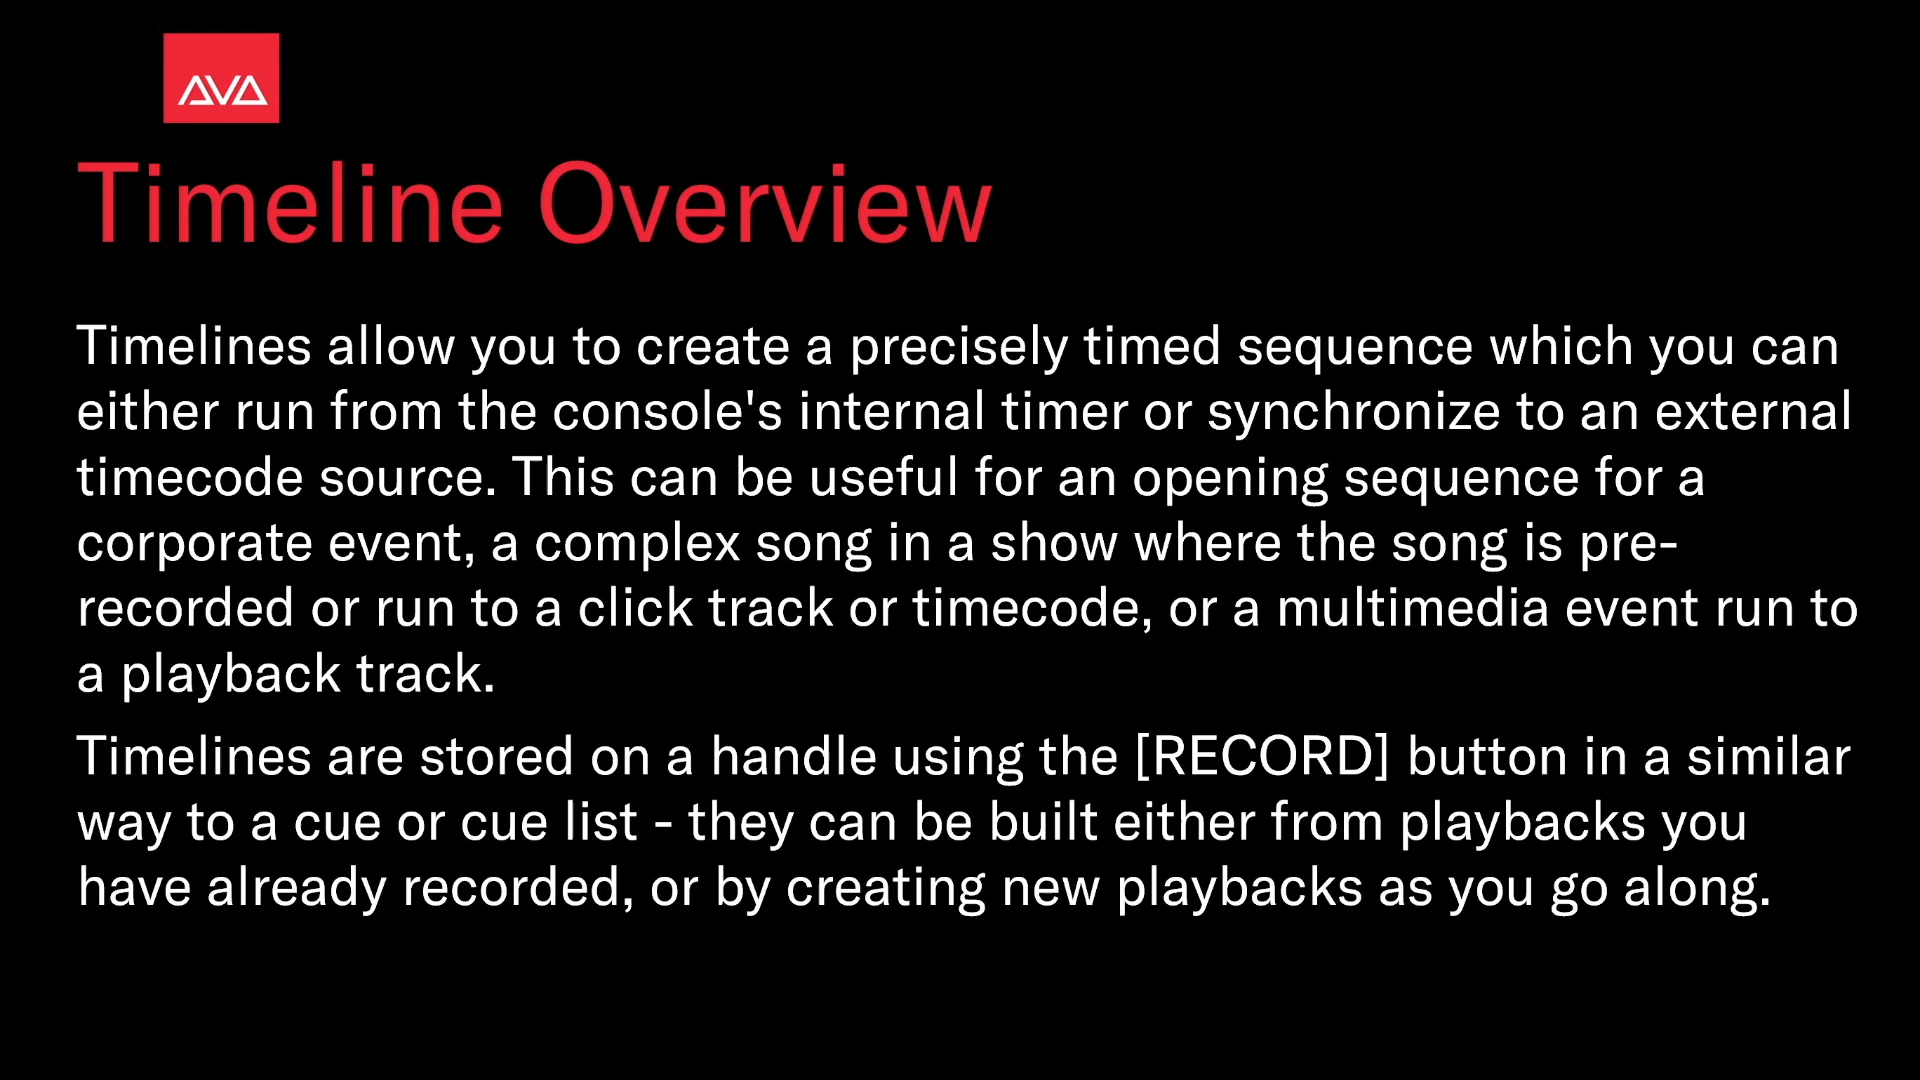 AVA
Timeline Overview
Timelines allow you to create a precisely timed sequence which you can
either run from the console's internal timer or synchronize to an external
timecode source. This can be useful for an opening sequence for a
corporate event, a complex song in a show where the song is pre-
recorded or run to a click track or timecode, or a multimedia event run to
a playback track.
Timelines are stored on a handle using the [RECORD] button in a similar
way to a cue or cue list - they can be built either from playbacks you
have already recorded, or by creating new playbacks as you go along.